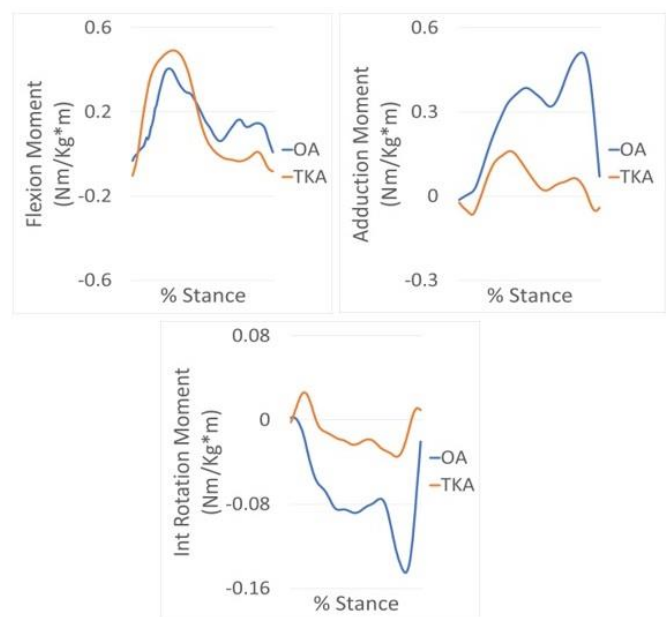 Flexion Moment
(Nm/Kg*m)
0.6
0.2
-0.2
-0.6
OA
TKA
% Stance
Adduction Moment
(Nm/Kg*m)
0.6
0.3
0
-0.3
OA
TKA
% Stance
Int Rotation Moment
(Nm/Kg*m)
0.08
0
-0.08
-0.16
OA
TKA
% Stance